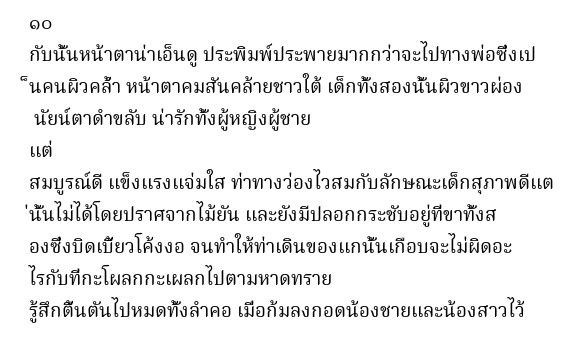 ๑๐
กับนั้นหน้าตาน่าเอ็นดู ประพิมพ์ประพายมากกว่าจะไปทางพ่อซึ่งเป
็นคนผิวคล้ำ หน้าตาคมสันคล้ายชาวใต้ เด็กทั้งสองนั้นผิวขาวผ่อง
นัยน์ตาดำขลับ น่ารักทั้งผู้หญิงผู้ชาย
แต่
สมบูรณ์ดี แข็งแรงแจ่มใส ท่าทางว่องไวสมกับลักษณะเด็กสุภาพดีแต
่นั้นไม่ได้โดยปราศจากไม้ยัน และยังมีปลอกกระชับอยู่ที่ขาทั้งส
องซึ่งบิดเบี้ยวโค้งงอ จนทำให้ท่าเดินของแกนั้นเกือบจะไม่ผิดอะ
ไรกับที่กะโผลกกะเผลกไปตามหาดทราย
รู้สึกตื้นตันไปหมดทั้งลำคอ เมื่อก้มลงกอดน้องชายและน้องสาวไว้